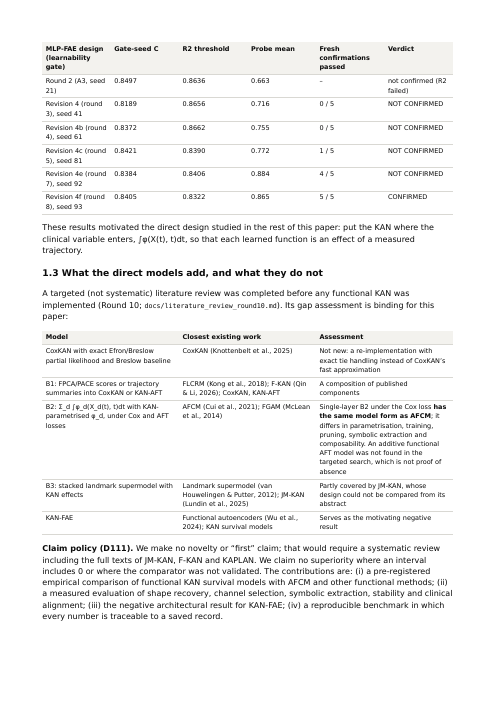 MLP-FAE design (learnability gate) Gate-seed C R2 threshold Probe mean Fresh confirmations passed Verdict
Round 2 (A3, seed 21) 0.8497 0.8636 0.663 – not confirmed (R2 failed)
Revision 4 (round 3), seed 41 0.8189 0.8656 0.716 0 / 5 NOT CONFIRMED
Revision 4b (round 4), seed 61 0.8372 0.8662 0.755 0 / 5 NOT CONFIRMED
Revision 4c (round 5), seed 81 0.8421 0.8390 0.772 1 / 5 NOT CONFIRMED
Revision 4e (round 7), seed 92 0.8384 0.8406 0.884 4 / 5 NOT CONFIRMED
Revision 4f (round 8), seed 93 0.8405 0.8322 0.865 5 / 5 CONFIRMED
These results motivated the direct design studied in the rest of this paper: put the KAN where the
clinical variable enters, ∫φ(X(t), t)dt, so that each learned function is an effect of a measured
trajectory.
1.3 What the direct models add, and what they do not
A targeted (not systematic) literature review was completed before any functional KAN was
implemented (Round 10; docs/literature_review_round10.md). Its gap assessment is binding for this
paper:
Model Closest existing work Assessment
CoxKAN with exact Efron/Breslow partial likelihood and Breslow baseline CoxKAN (Knottenbelt et al., 2025) Not new: a re-implementation with exact tie handling instead of CoxKAN's fast approximation
B1: FPCA/PACE scores or trajectory summaries into CoxKAN or KAN-AFT FLCRM (Kong et al., 2018); F-KAN (Qin & Li, 2026); CoxKAN, KAN-AFT A composition of published components
B2: Σ_d ∫φ_d(X_d(t), t)dt with KAN-parametrised φ_d, under Cox and AFT losses AFCM (Cui et al., 2021); FGAM (McLean et al., 2014) Single-layer B2 under the Cox loss has the same model form as AFCM; it differs in parametrisation, training, pruning, symbolic extraction and composability. An additive functional AFT model was not found in the targeted search, which is not proof of absence
B3: stacked landmark supermodel with KAN effects Landmark supermodel (van Houwelingen & Putter, 2012); JM-KAN (Lundin et al., 2025) Partly covered by JM-KAN, whose design could not be compared from its abstract
KAN-FAE Functional autoencoders (Wu et al., 2024); KAN survival models Serves as the motivating negative result
Claim policy (D111). We make no novelty or “first” claim; that would require a systematic review
including the full texts of JM-KAN, F-KAN and KAPLAN. We claim no superiority where an interval
includes 0 or where the comparator was not validated. The contributions are: (i) a pre-registered
empirical comparison of functional KAN survival models with AFCM and other functional methods; (ii)
a measured evaluation of shape recovery, channel selection, symbolic extraction, stability and clinical
alignment; (iii) the negative architectural result for KAN-FAE; (iv) a reproducible benchmark in which
every number is traceable to a saved record.